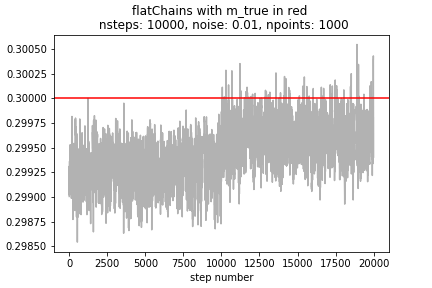 flatChains with m_true in red
nsteps: 10000, noise: 0.01, npoints: 1000
0.30050
0.30025
0.30000
0.29975
0.29950
0.29925
0.29900
0.29875
0.29850
0 2500 5000 7500 10000 12500 15000 17500 20000
step number